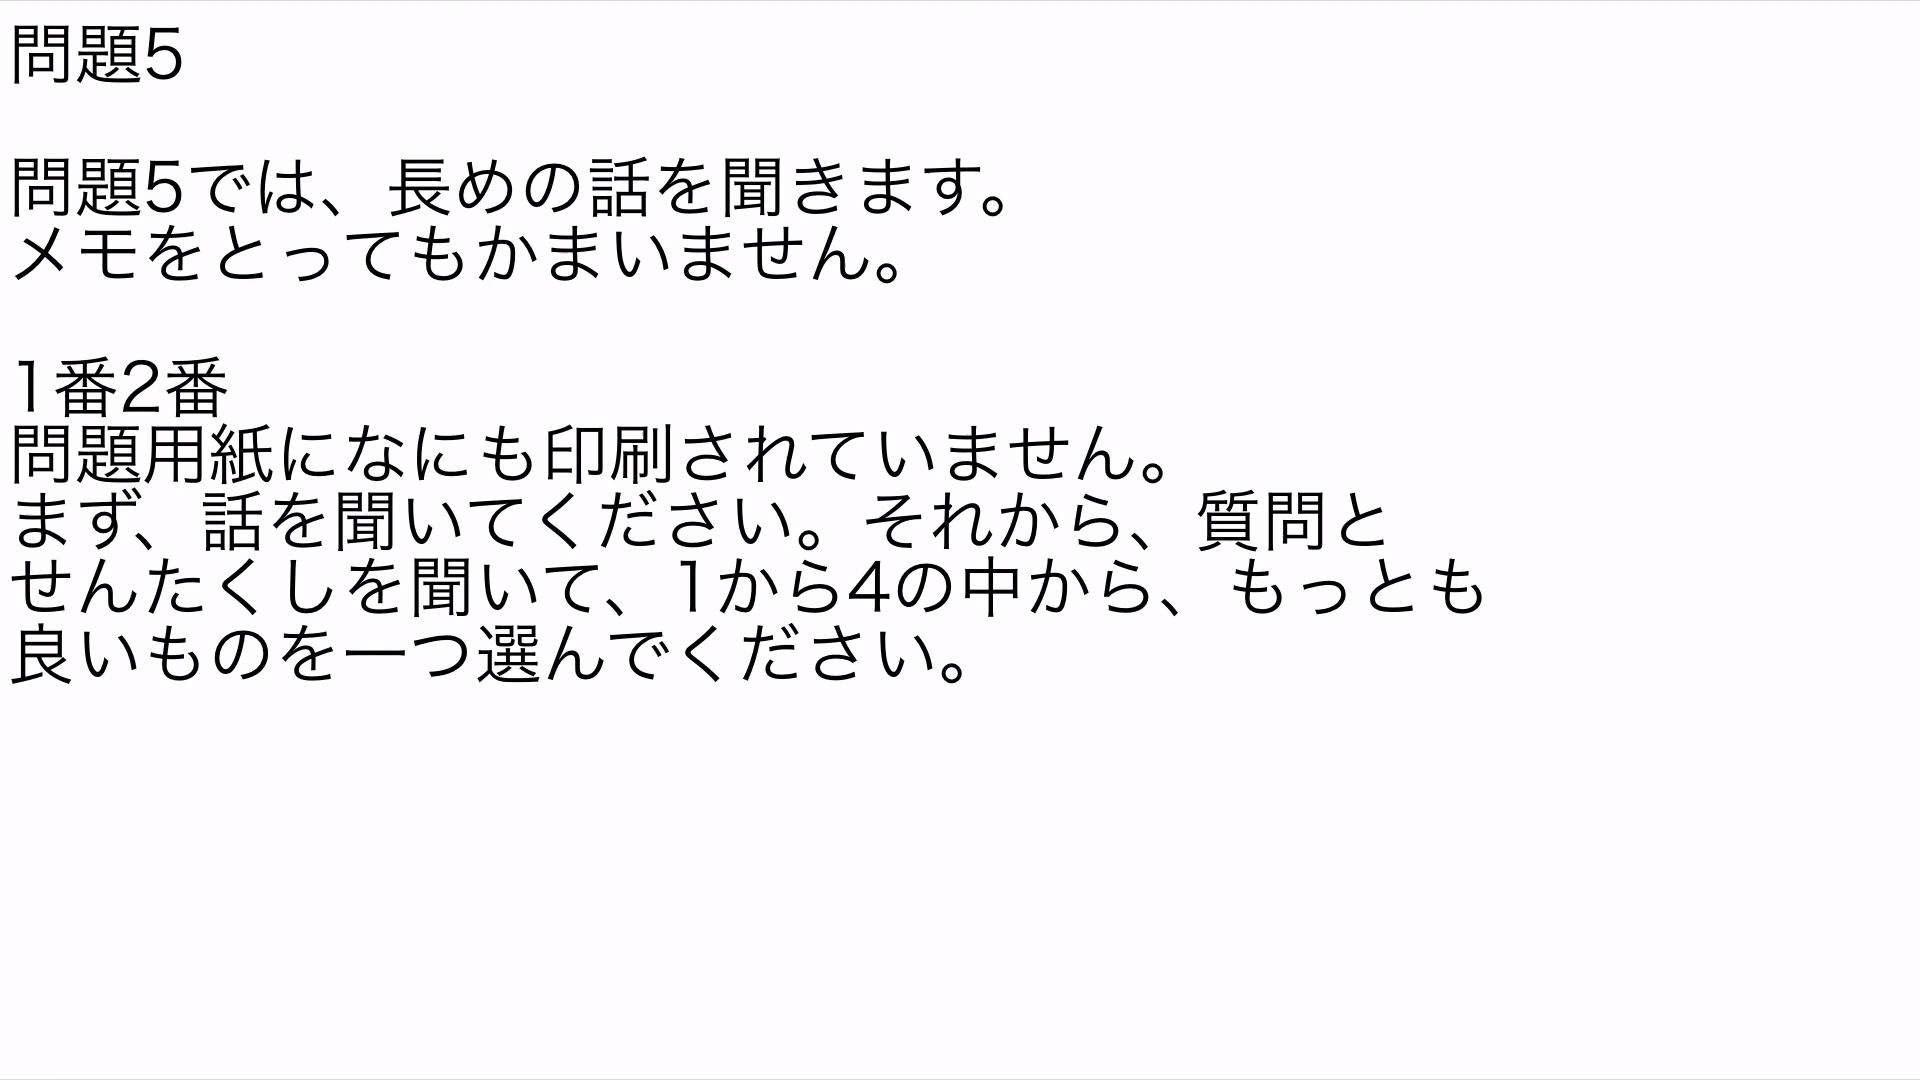 問題5
問題5では、長めの話を聞きます。
メモをとってもかまいません。
1番2番
問題用紙になにも印刷されていません。
まず、話を聞いてください。それから、質問と
せんたくしを聞いて、1から4の中から、もっとも
良いものを一つ選んでください。